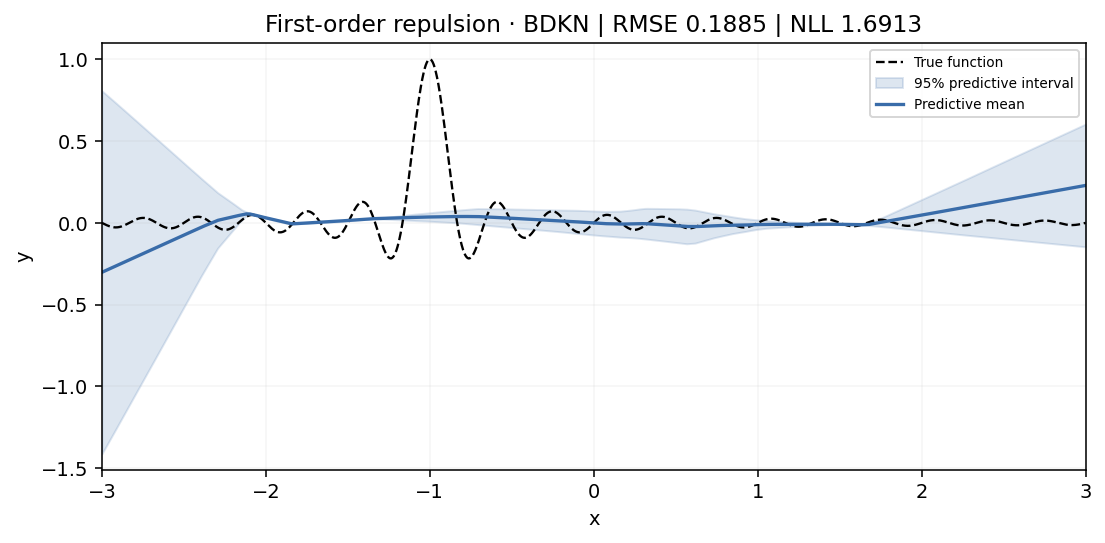 First-order repulsion · BDKN | RMSE 0.1885 | NLL 1.6913
True function
95% predictive interval
Predictive mean
1.0
0.5
0.0
−0.5
−1.0
−1.5
y
−3
−2
−1
0
1
2
3
x